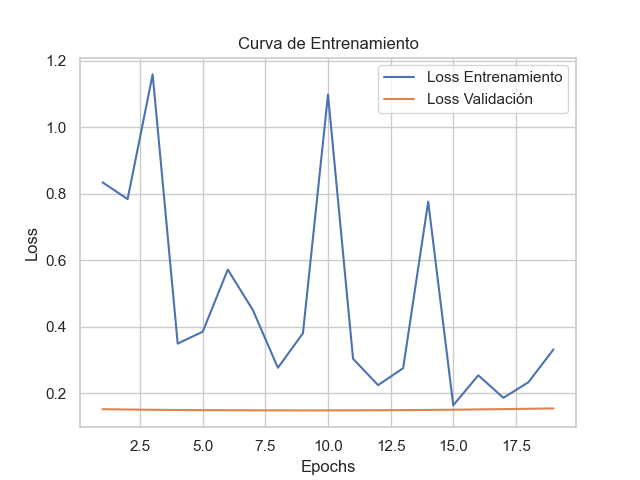 Curva de Entrenamiento
Loss Entrenamiento
Loss Validación
Loss
1.2
1.0
0.8
0.6
0.4
0.2
2.5 5.0 7.5 10.0 12.5 15.0 17.5
Epochs